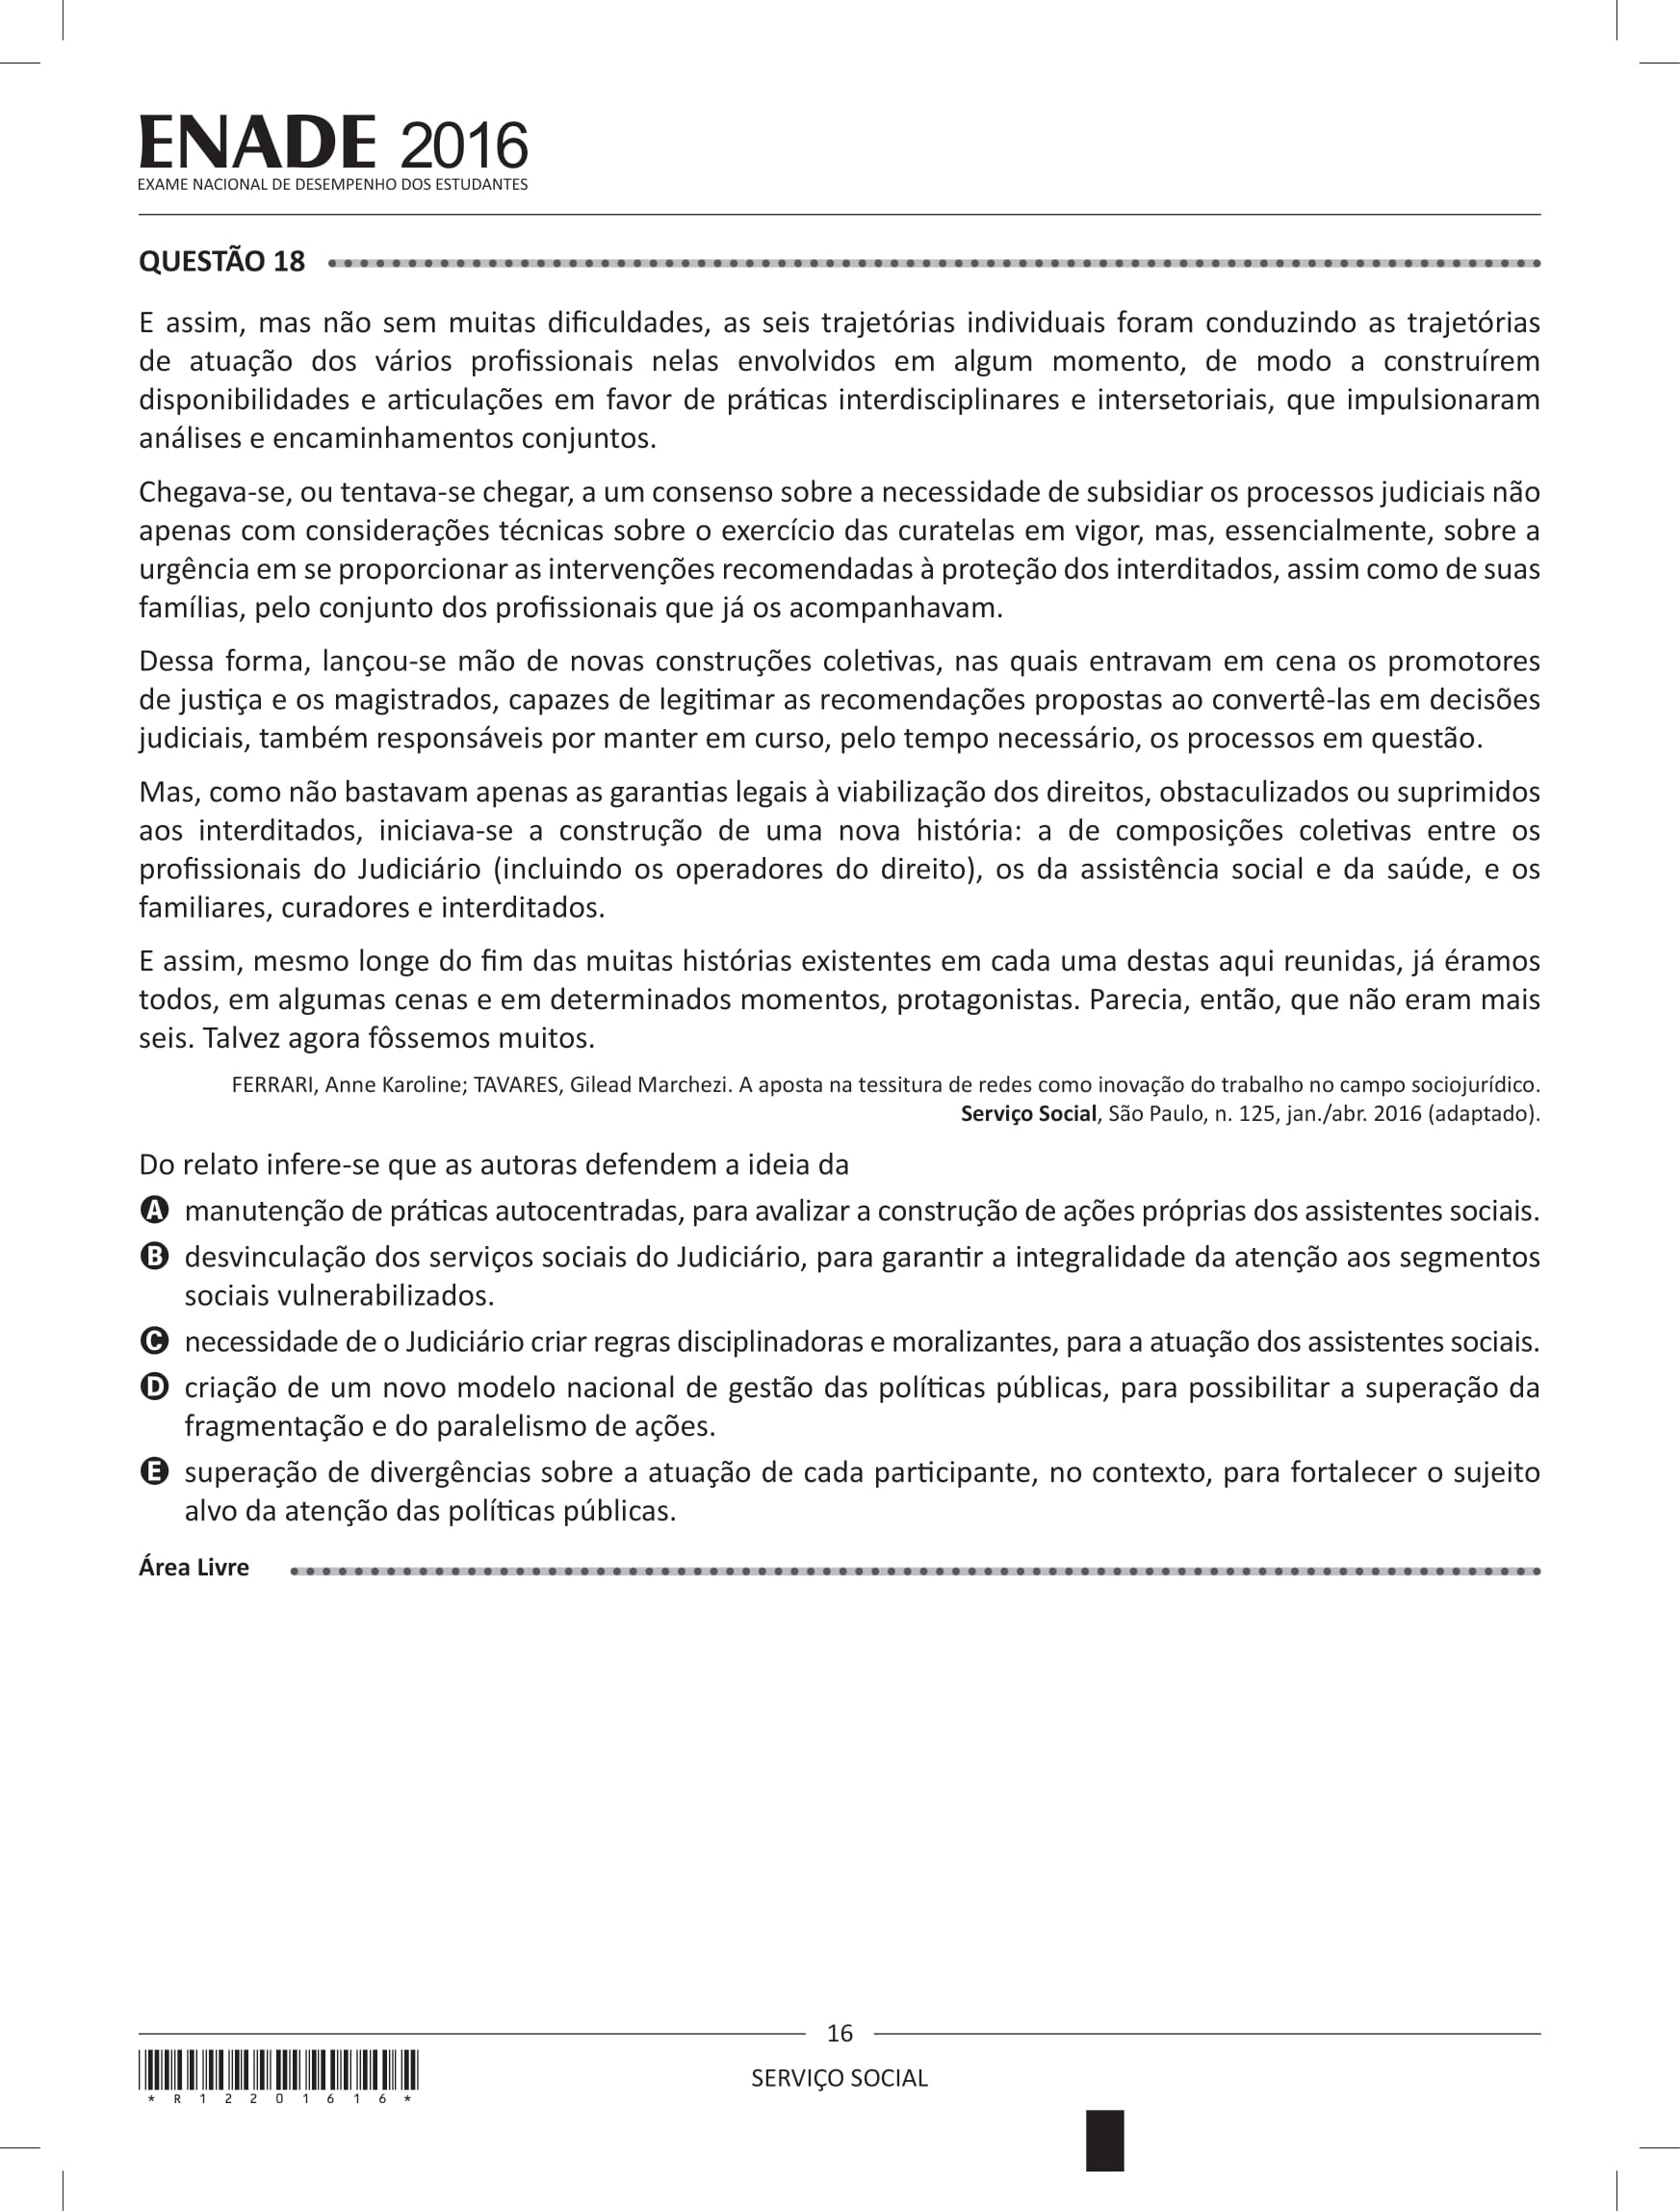 ENADE 2016
EXAME NACIONAL DE DESEMPENHO DOS ESTUDANTES
QUESTÃO 18
E assim, mas não sem muitas dificuldades, as seis trajetórias individuais foram conduzindo as trajetórias
de atuação dos vários profissionais nelas envolvidos em algum momento, de modo a construírem
disponibilidades e articulações em favor de práticas interdisciplinares e intersetoriais, que impulsionaram
análises e encaminhamentos conjuntos.
Chegava-se, ou tentava-se chegar, a um consenso sobre a necessidade de subsidiar os processos judiciais não
apenas com considerações técnicas sobre o exercício das curatelas em vigor, mas, essencialmente, sobre a
urgência em se proporcionar as intervenções recomendadas à proteção dos interditados, assim como de suas
famílias, pelo conjunto dos profissionais que já os acompanhavam.
Dessa forma, lançou-se mão de novas construções coletivas, nas quais entravam em cena os promotores
de justiça e os magistrados, capazes de legitimar as recomendações propostas ao convertê-las em decisões
judiciais, também responsáveis por manter em curso, pelo tempo necessário, os processos em questão.
Mas, como não bastavam apenas as garantias legais à viabilização dos direitos, obstaculizados ou suprimidos
aos interditados, iniciava-se a construção de uma nova história: a de composições coletivas entre os
profissionais do Judiciário (incluindo os operadores do direito), os da assistência social e da saúde, e os
familiares, curadores e interditados.
E assim, mesmo longe do fim das muitas histórias existentes em cada uma destas aqui reunidas, já éramos
todos, em algumas cenas e em determinados momentos, protagonistas. Parecia, então, que não eram mais
seis. Talvez agora fôssemos muitos.
FERRARI, Anne Karoline; TAVARES, Gilead Marchezi. A aposta na tessitura de redes como inovação do trabalho no campo sociojurídico.
Serviço Social, São Paulo, n. 125, jan./abr. 2016 (adaptado).
Do relato infere-se que as autoras defendem a ideia da
A manutenção de práticas autocentradas, para avalizar a construção de ações próprias dos assistentes sociais.
B desvinculação dos serviços sociais do Judiciário, para garantir a integralidade da atenção aos segmentos
sociais vulnerabilizados.
C necessidade de o Judiciário criar regras disciplinadoras e moralizantes, para a atuação dos assistentes sociais.
D criação de um novo modelo nacional de gestão das políticas públicas, para possibilitar a superação da
fragmentação e do paralelismo de ações.
E superação de divergências sobre a atuação de cada participante, no contexto, para fortalecer o sujeito
alvo da atenção das políticas públicas.
Área Livre
16
SERVIÇO SOCIAL
* R 1 2 2 0 1 6 1 6 *